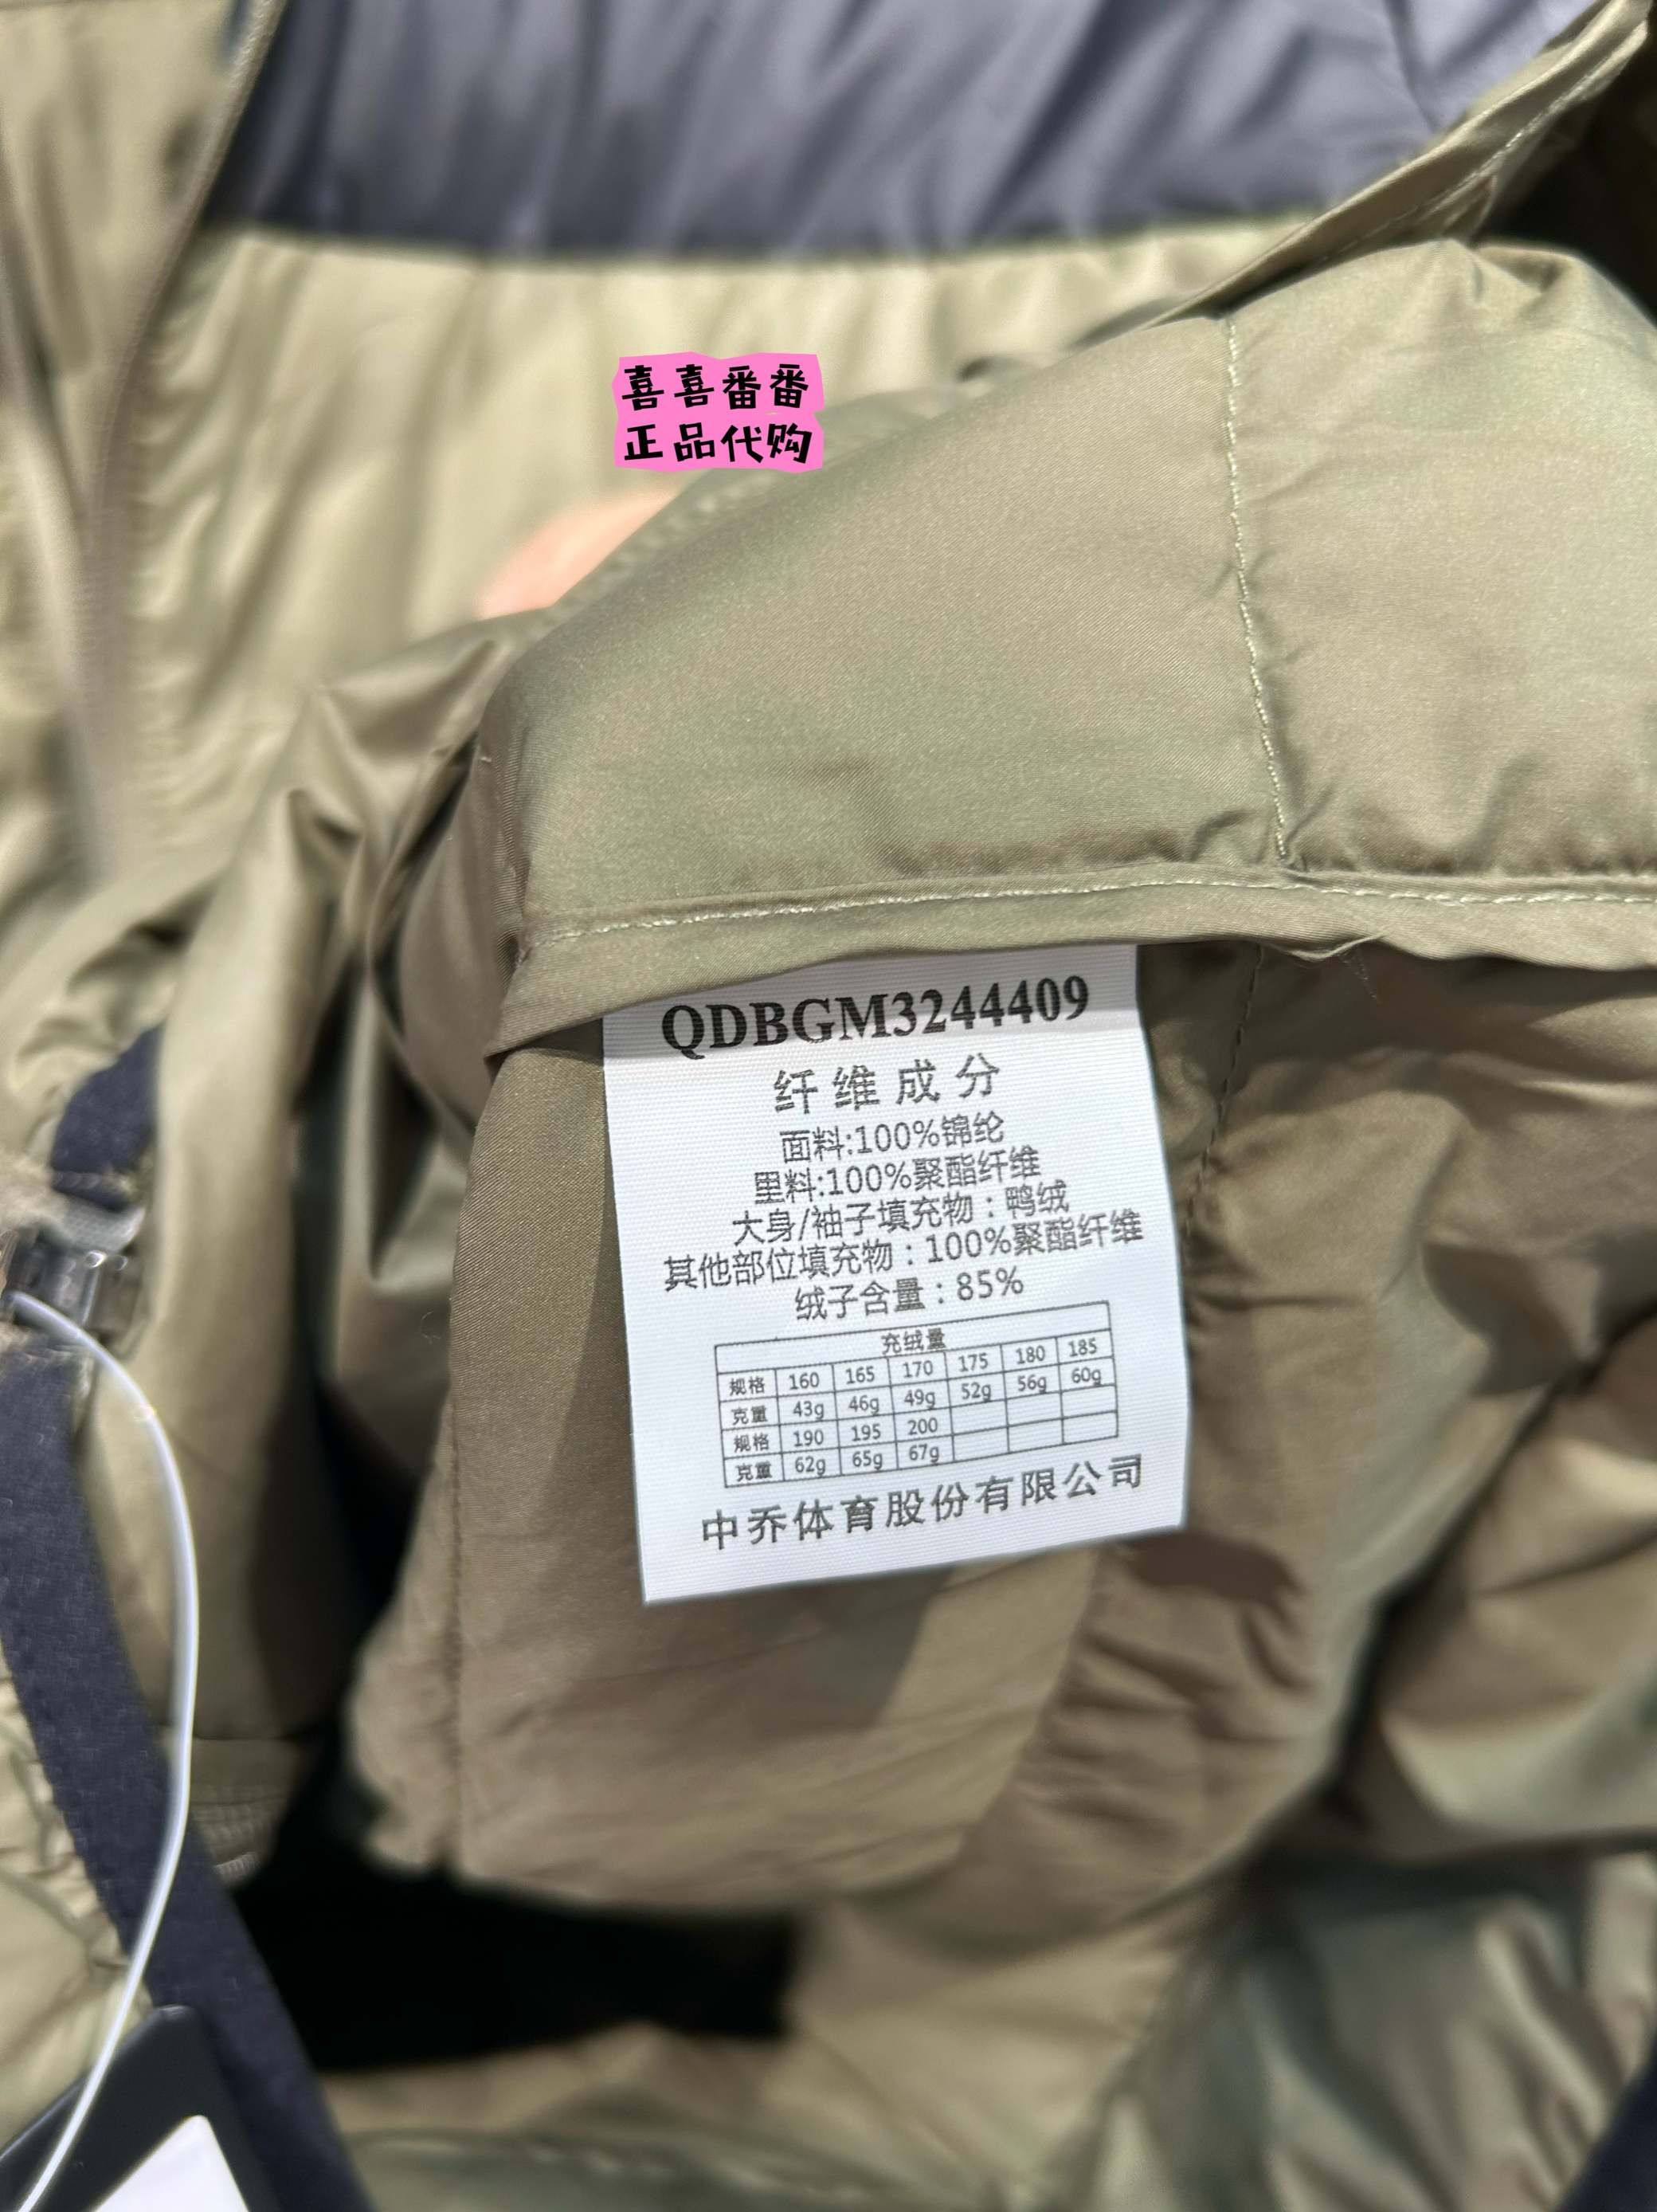 喜喜番番
正品代购
QDBGM3244409
纤维成分
面料:100%锦纶
里料:100%聚酯纤维
大身/袖子填充物：鸭绒
其他部位填充物：100%聚酯纤维
绒子含量：85%
充绒量
规格 160 165 170 175 180 185
克重 43g 46g 49g 52g 56g 60g
规格 190 195 200
克重 62g 65g 67g
中乔体育股份有限公司